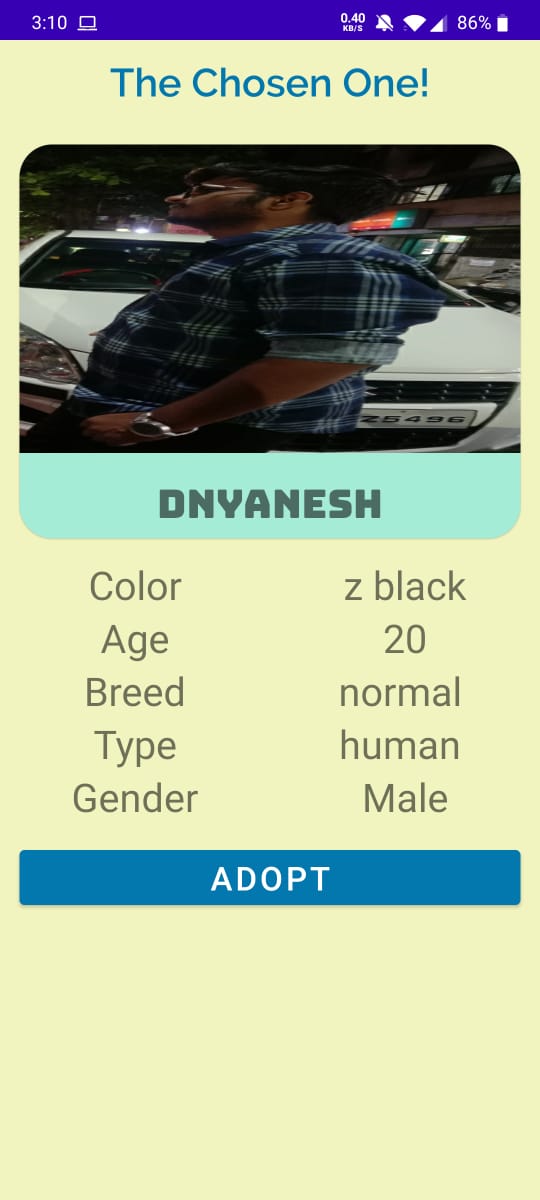 3:10 0.40 KB/S 86%
The Chosen One!
25496
DNYANESH
Color z black
Age 20
Breed normal
Type human
Gender Male
ADOPT